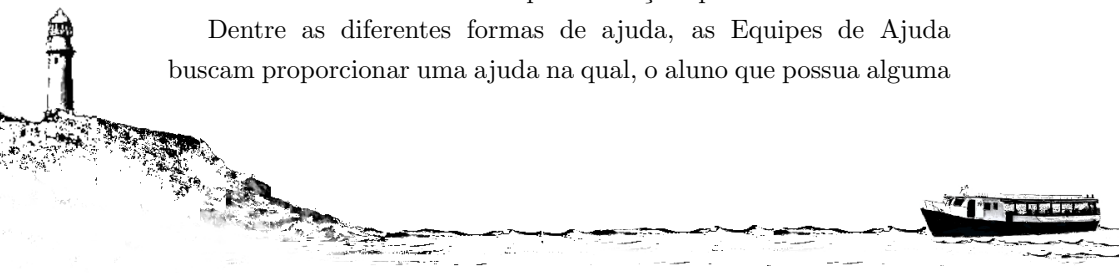 Dentre as diferentes formas de ajuda, as Equipes de Ajuda
buscam proporcionar uma ajuda na qual, o aluno que possua alguma